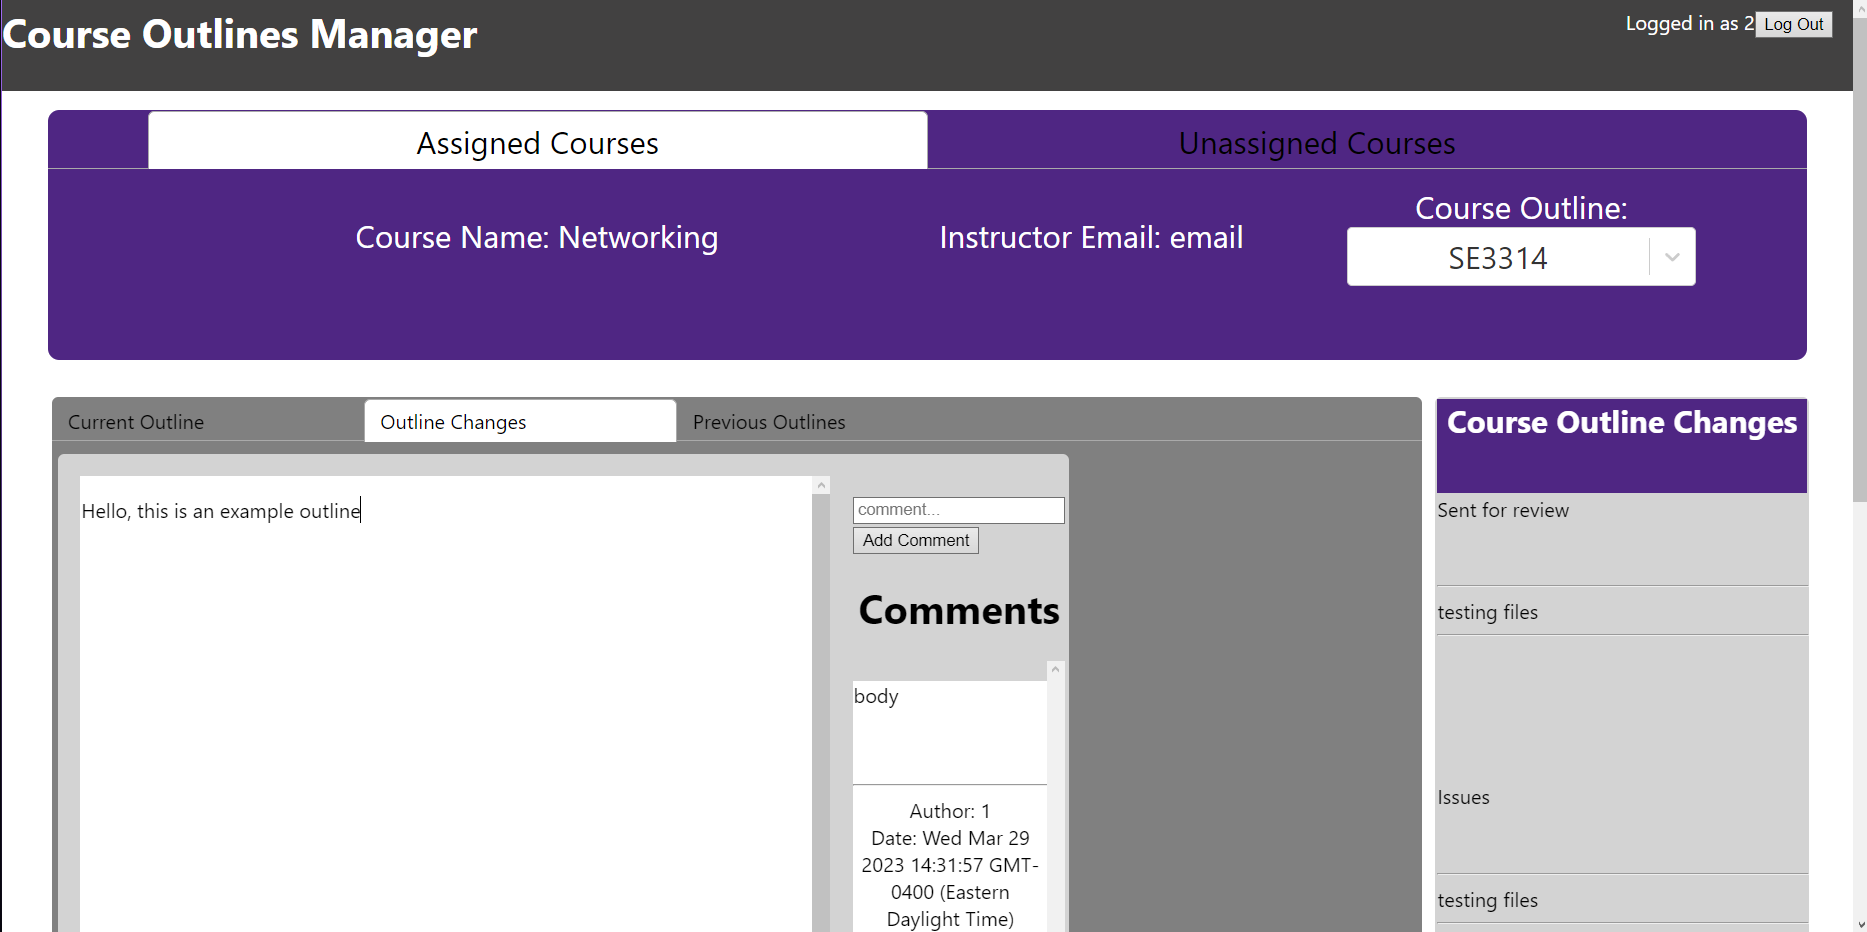 Course Outlines Manager
Logged in as 2 Log Out
Assigned Courses
Unassigned Courses
Course Name: Networking
Instructor Email: email
Course Outline:
SE3314
Current Outline
Outline Changes
Previous Outlines
Hello, this is an example outline
comment...
Add Comment
Comments
body
Author: 1
Date: Wed Mar 29
2023 14:31:57 GMT-
0400 (Eastern
Daylight Time)
Course Outline Changes
Sent for review
testing files
Issues
testing files